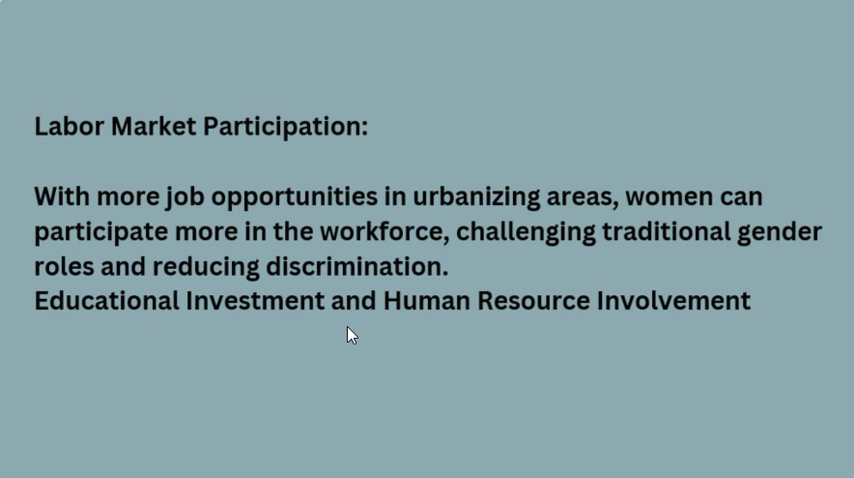 Labor Market Participation:
With more job opportunities in urbanizing areas, women can
participate more in the workforce, challenging traditional gender
roles and reducing discrimination.
Educational Investment and Human Resource Involvement